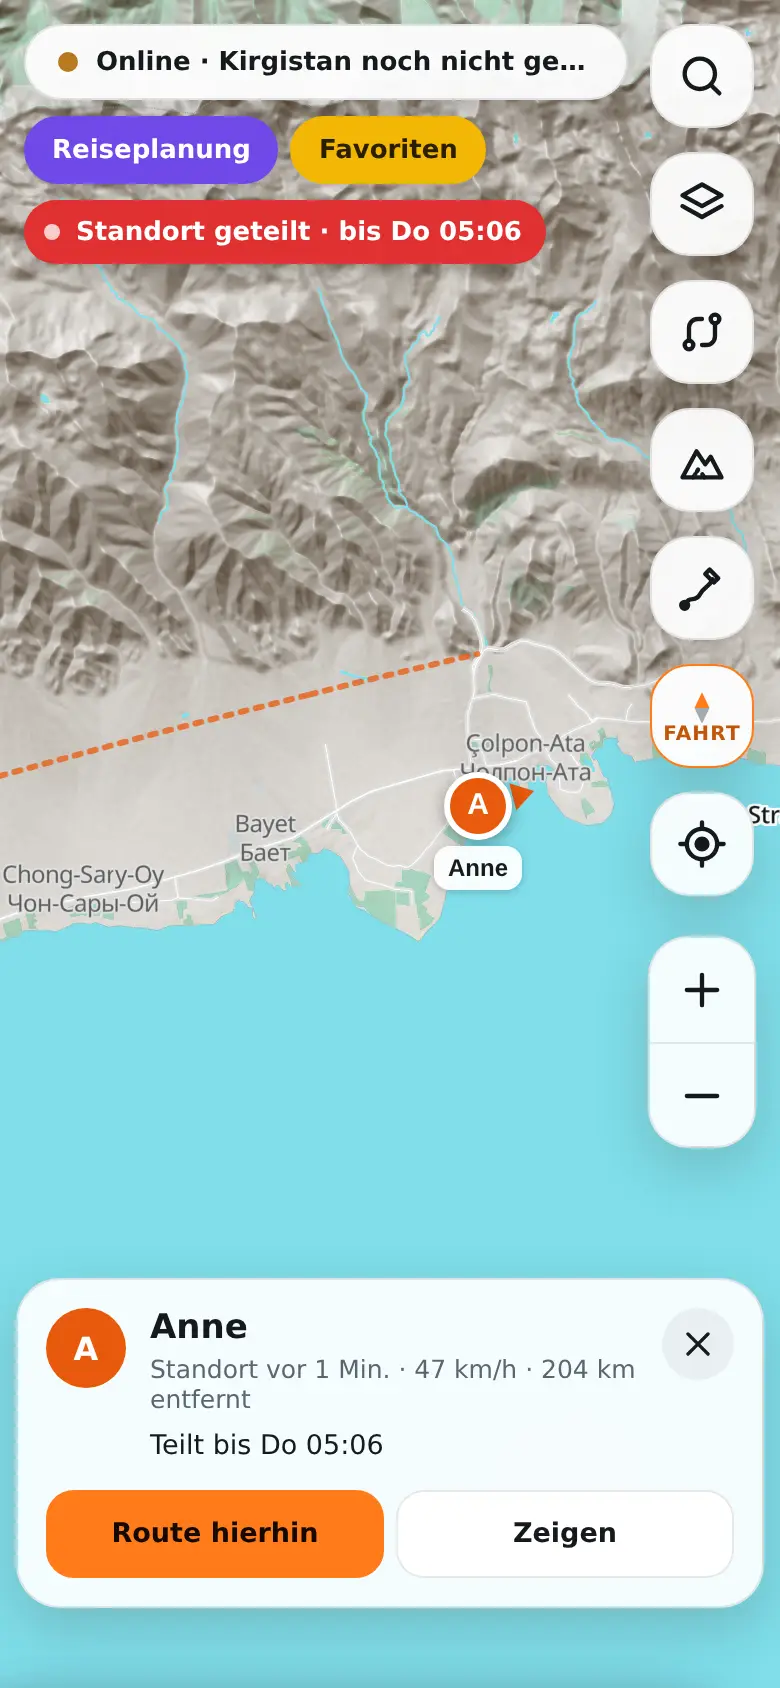 Online · Kirgistan noch nicht ge…
Reiseplanung
Favoriten
Standort geteilt · bis Do 05:06
FAHRT
Çolpon-Ata
Чолпон-Ата
A
Anne
Str
Bayet
Бает
Chong-Sary-Oy
Чон-Сары-Ой
A
Anne
Standort vor 1 Min. · 47 km/h · 204 km
entfernt
Teilt bis Do 05:06
Route hierhin
Zeigen